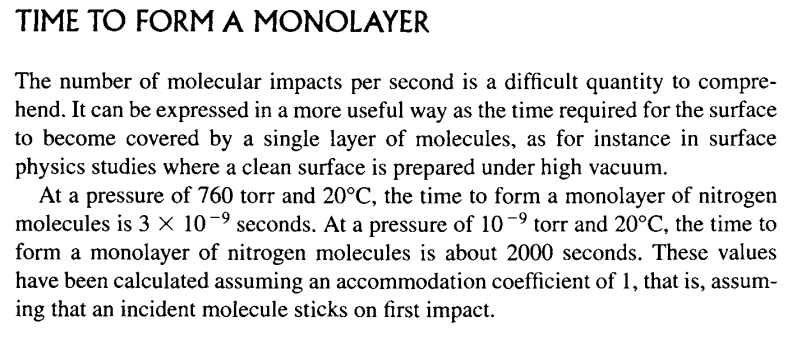 TIME TO FORM A MONOLAYER
The number of molecular impacts per second is a difficult quantity to compre-
hend. It can be expressed in a more useful way as the time required for the surface
to become covered by a single layer of molecules, as for instance in surface
physics studies where a clean surface is prepared under high vacuum.
At a pressure of 760 torr and 20°C, the time to form a monolayer of nitrogen
molecules is 3 × 10⁻⁹ seconds. At a pressure of 10⁻⁹ torr and 20°C, the time to
form a monolayer of nitrogen molecules is about 2000 seconds. These values
have been calculated assuming an accommodation coefficient of 1, that is, assum-
ing that an incident molecule sticks on first impact.